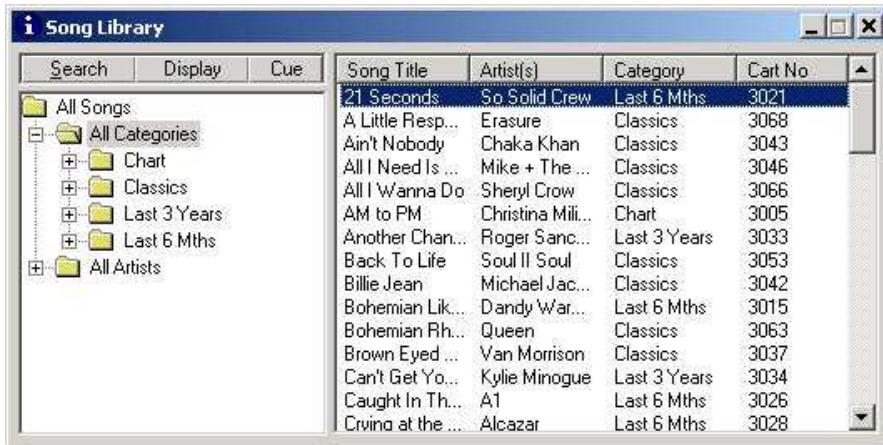 Song Library
Search Display Cue
All Songs
All Categories
Chart
Classics
Last 3 Years
Last 6 Mths
All Artists
Song Title Artist(s) Category Cart No
21 Seconds So Solid Crew Last 6 Mths 3021
A Little Resp... Erasure Classics 3068
Ain't Nobody Chaka Khan Classics 3043
All I Need Is ... Mike + The ... Classics 3046
All I Wanna Do Sheryl Crow Classics 3066
AM to PM Christina Mili... Chart 3005
Another Chan... Roger Sanc... Last 3 Years 3033
Back To Life Soul II Soul Classics 3053
Billie Jean Michael Jac... Classics 3042
Bohemian Lik... Dandy War... Last 6 Mths 3015
Bohemian Rh... Queen Classics 3063
Brown Eyed ... Van Morrison Classics 3037
Can't Get Yo... Kylie Minogue Last 3 Years 3034
Caught In Th... A1 Last 6 Mths 3026
Crying at the ... Alcazar Last 6 Mths 3028